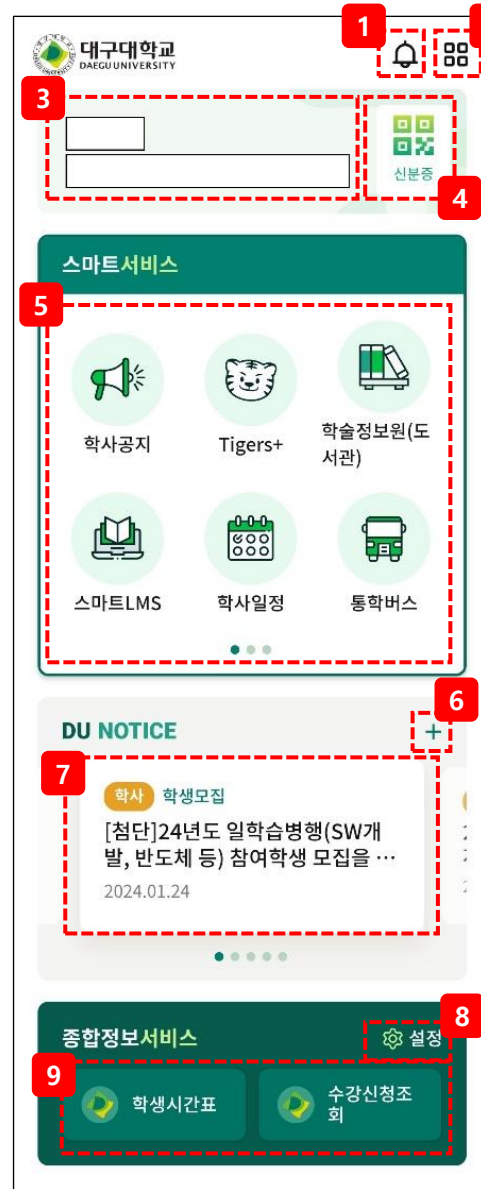 1
대구대학교
DAEGU UNIVERSITY
3
신분증
4
스마트서비스
5
학사공지
Tigers+
학술정보원(도
서관)
스마트LMS
학사일정
통학버스
6
DU NOTICE
+
7
학사 학생모집
[첨단]24년도 일학습병행(SW개
발, 반도체 등) 참여학생 모집을 …
2024.01.24
8
종합정보서비스
설정
9
학생시간표
수강신청조
회